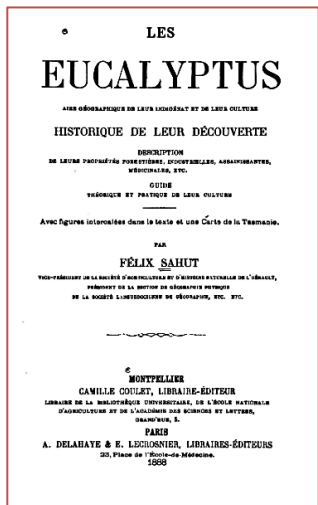 LES
EUCALYPTUS
AIRE GÉOGRAPHIQUE DE LEUR INDIGÉNAT ET DE LEUR CULTURE
HISTORIQUE DE LEUR DÉCOUVERTE
DESCRIPTION
DE LEURS PROPRIÉTÉS FORESTIÈRES, INDUSTRIELLES, ASSAINISSANTES,
MÉDICINALES, ETC.
GUIDE
THÉORIQUE ET PRATIQUE DE LEUR CULTURE
Avec figures intercalées dans le texte et une Carte de la Tasmanie.
PAR
FÉLIX SAHUT
VICE-PRÉSIDENT DE LA SOCIÉTÉ D'HORTICULTURE ET D'HISTOIRE NATURELLE DE L'HÉRAULT,
PRÉSIDENT DE LA SECTION DE GÉOGRAPHIE PHYSIQUE
DE LA SOCIÉTÉ LANGUEDOCIENNE DE GÉOGRAPHIE, ETC. ETC.
MONTPELLIER
CAMILLE COULET, LIBRAIRE-ÉDITEUR
LIBRAIRE DE LA BIBLIOTHÈQUE UNIVERSITAIRE, DE L'ÉCOLE NATIONALE
D'AGRICULTURE ET DE L'ACADÉMIE DES SCIENCES ET LETTRES,
GRAND'RUE, 5.
PARIS
A. DELAHAYE & E. LECROSNIER, LIBRAIRES-ÉDITEURS
23, Place de l'École-de-Médecine.
1888